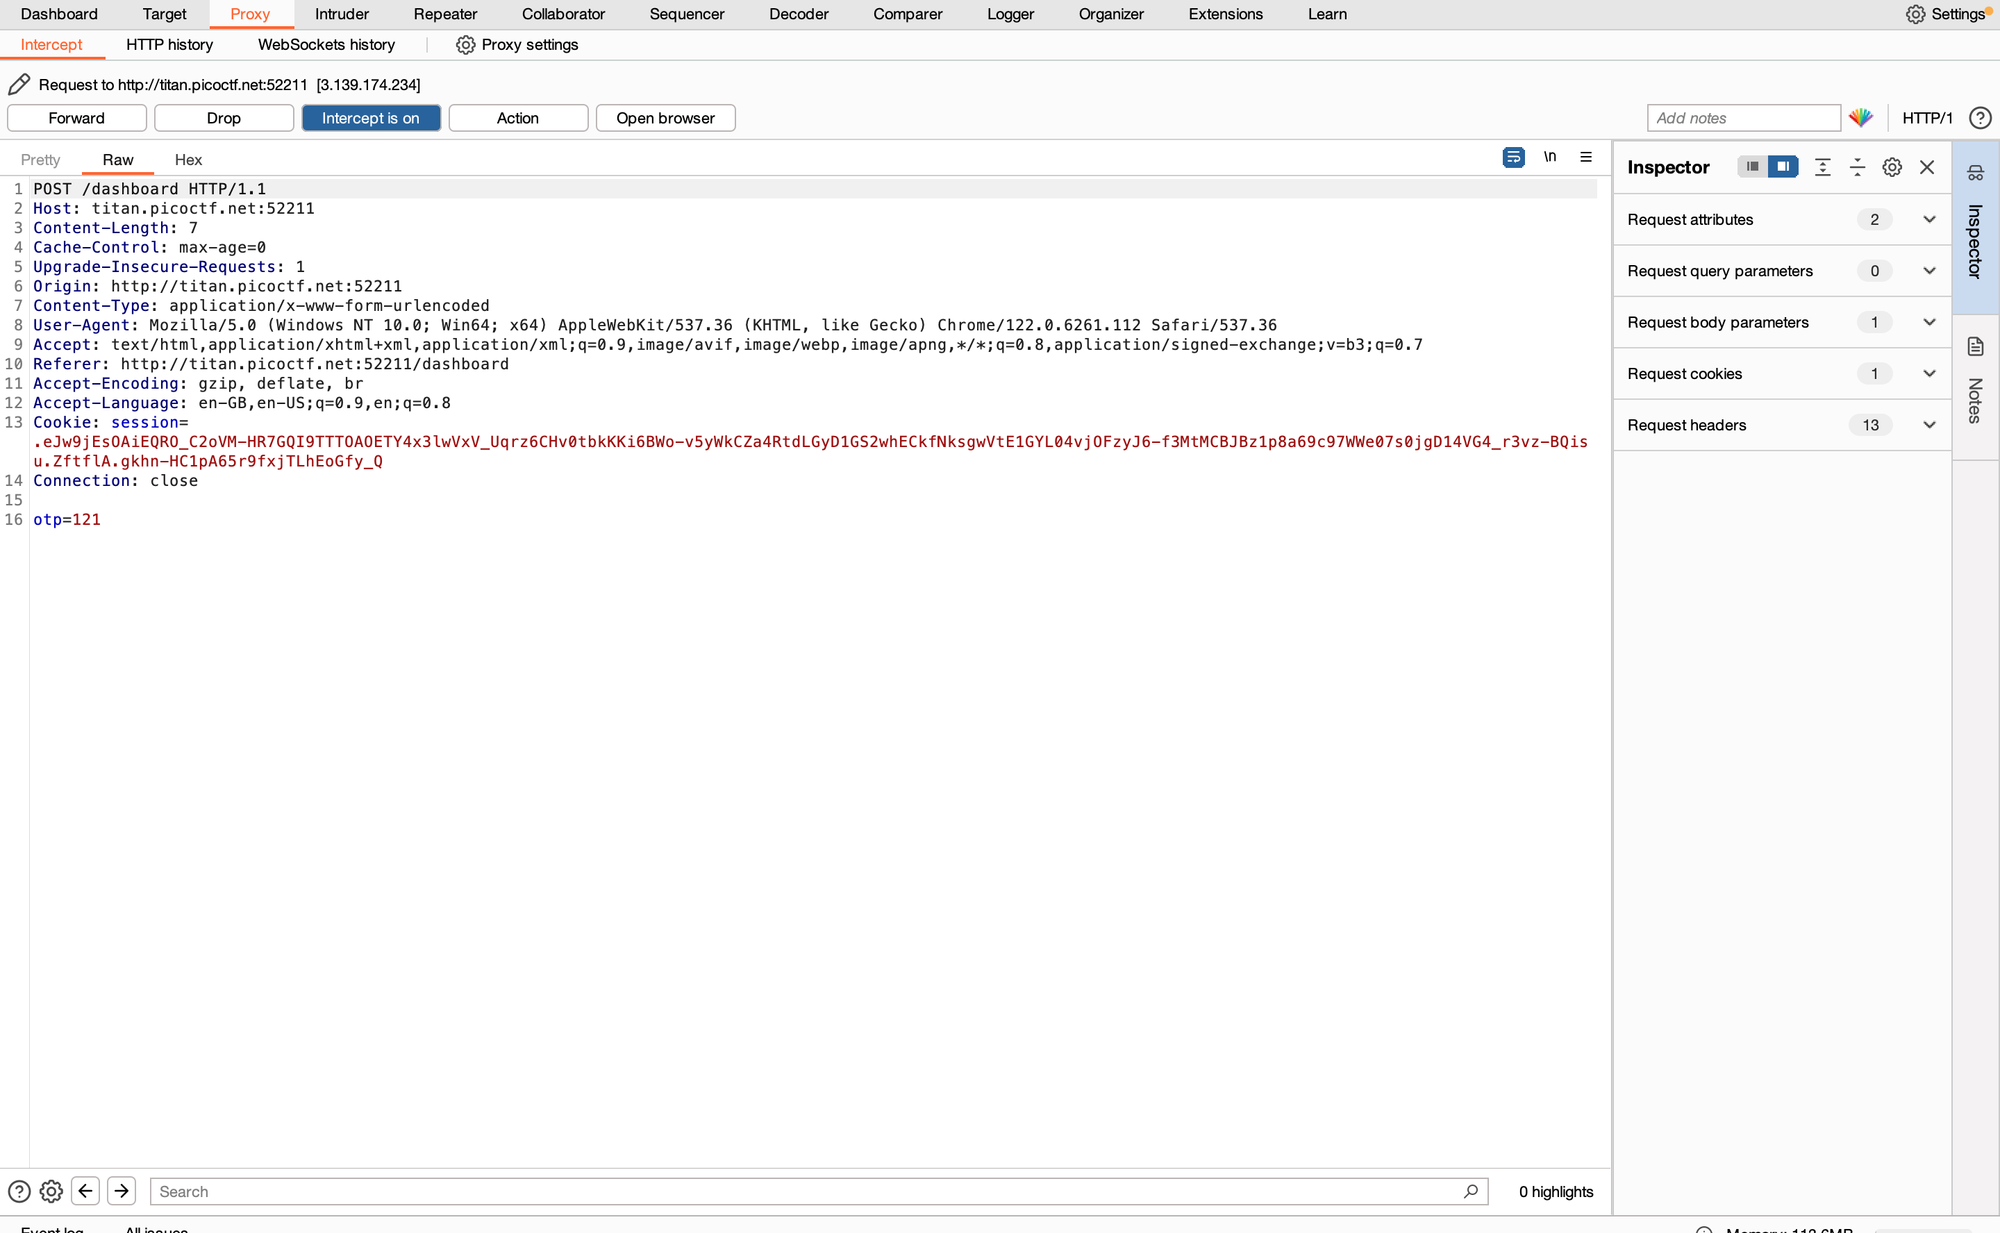 Dashboard Target Proxy Intruder Repeater Collaborator Sequencer Decoder Comparer Logger Organizer Extensions Learn Settings
Intercept HTTP history WebSockets history Proxy settings
Request to http://titan.picoctf.net:52211 [3.139.174.234]
Forward Drop Intercept is on Action Open browser Add notes HTTP/1
Pretty Raw Hex \n
1 POST /dashboard HTTP/1.1
2 Host: titan.picoctf.net:52211
3 Content-Length: 7
4 Cache-Control: max-age=0
5 Upgrade-Insecure-Requests: 1
6 Origin: http://titan.picoctf.net:52211
7 Content-Type: application/x-www-form-urlencoded
8 User-Agent: Mozilla/5.0 (Windows NT 10.0; Win64; x64) AppleWebKit/537.36 (KHTML, like Gecko) Chrome/122.0.6261.112 Safari/537.36
9 Accept: text/html,application/xhtml+xml,application/xml;q=0.9,image/avif,image/webp,image/apng,*/*;q=0.8,application/signed-exchange;v=b3;q=0.7
10 Referer: http://titan.picoctf.net:52211/dashboard
11 Accept-Encoding: gzip, deflate, br
12 Accept-Language: en-GB,en-US;q=0.9,en;q=0.8
13 Cookie: session=
.eJw9jEsOAiEQRO_C2oVM-HR7GQI9TTTOAOETY4x3lwVxV_Uqrz6CHv0tbkKKi6BWo-v5yWkCZa4RtdLGyD1GS2whECkfNksgwVtE1GYL04vjOFzyJ6-f3MtMCBJBz1p8a69c97WWe07s0jgD14VG4_r3vz-BQis
u.ZftflA.gkhn-HC1pA65r9fxjTLhEoGfy_Q
14 Connection: close
15
16 otp=121
Inspector
Request attributes 2
Request query parameters 0
Request body parameters 1
Request cookies 1
Request headers 13
Inspector
Notes
Search 0 highlights
Event log All issues Memory: 113.6MB